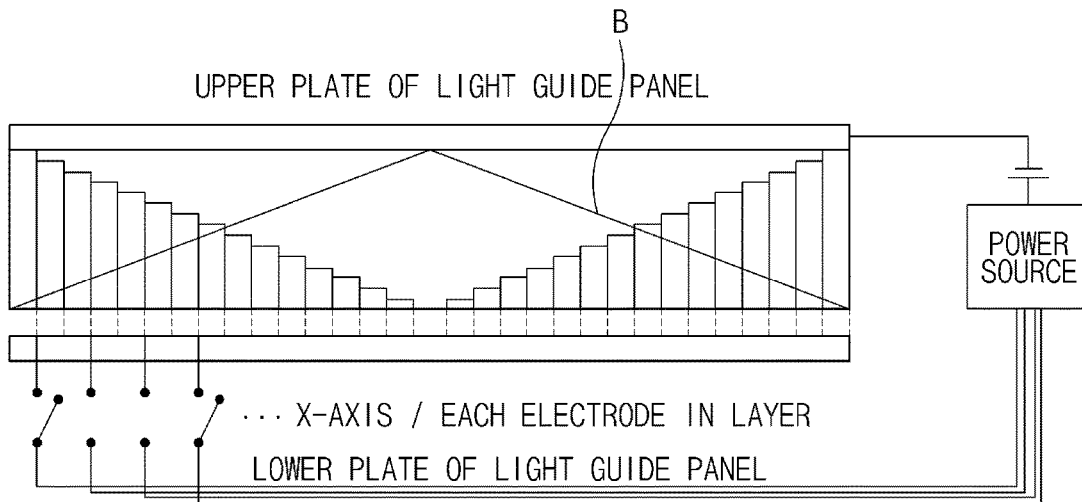 B
UPPER PLATE OF LIGHT GUIDE PANEL
POWER
SOURCE
··· X-AXIS / EACH ELECTRODE IN LAYER
LOWER PLATE OF LIGHT GUIDE PANEL